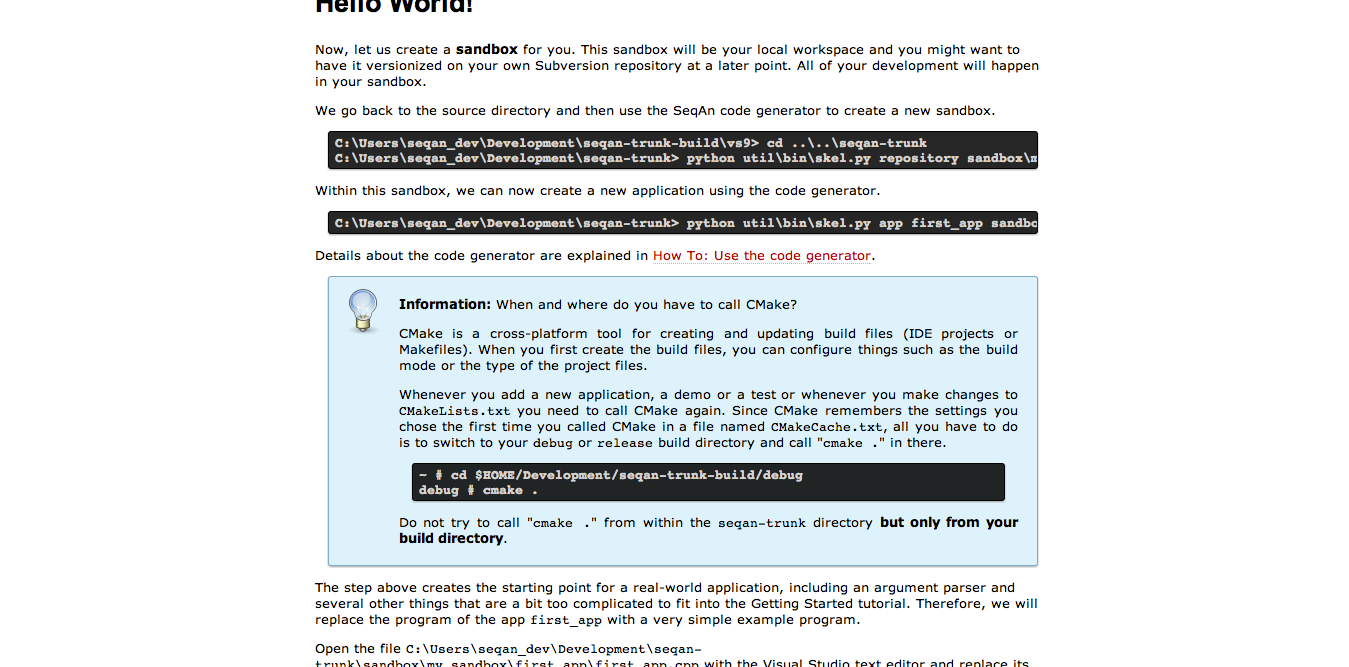 Hello World!
Now, let us create a sandbox for you. This sandbox will be your local workspace and you might want to
have it versionized on your own Subversion repository at a later point. All of your development will happen
in your sandbox.
We go back to the source directory and then use the SeqAn code generator to create a new sandbox.
C:\Users\seqan_dev\Development\seqan-trunk-build\vs9> cd ..\..\seqan-trunk
C:\Users\seqan_dev\Development\seqan-trunk> python util\bin\skel.py repository sandbox\m
Within this sandbox, we can now create a new application using the code generator.
C:\Users\seqan_dev\Development\seqan-trunk> python util\bin\skel.py app first_app sandbo
Details about the code generator are explained in How To: Use the code generator.
Information: When and where do you have to call CMake?
CMake is a cross-platform tool for creating and updating build files (IDE projects or
Makefiles). When you first create the build files, you can configure things such as the build
mode or the type of the project files.
Whenever you add a new application, a demo or a test or whenever you make changes to
CMakeLists.txt you need to call CMake again. Since CMake remembers the settings you
chose the first time you called CMake in a file named CMakeCache.txt, all you have to do
is to switch to your debug or release build directory and call "cmake ." in there.
~ # cd $HOME/Development/seqan-trunk-build/debug
debug # cmake .
Do not try to call "cmake ." from within the seqan-trunk directory but only from your
build directory.
The step above creates the starting point for a real-world application, including an argument parser and
several other things that are a bit too complicated to fit into the Getting Started tutorial. Therefore, we will
replace the program of the app first_app with a very simple example program.
Open the file C:\Users\seqan_dev\Development\seqan-
trunk\sandbox\my_sandbox\first_app\first_app.cpp with the Visual Studio text editor and replace its